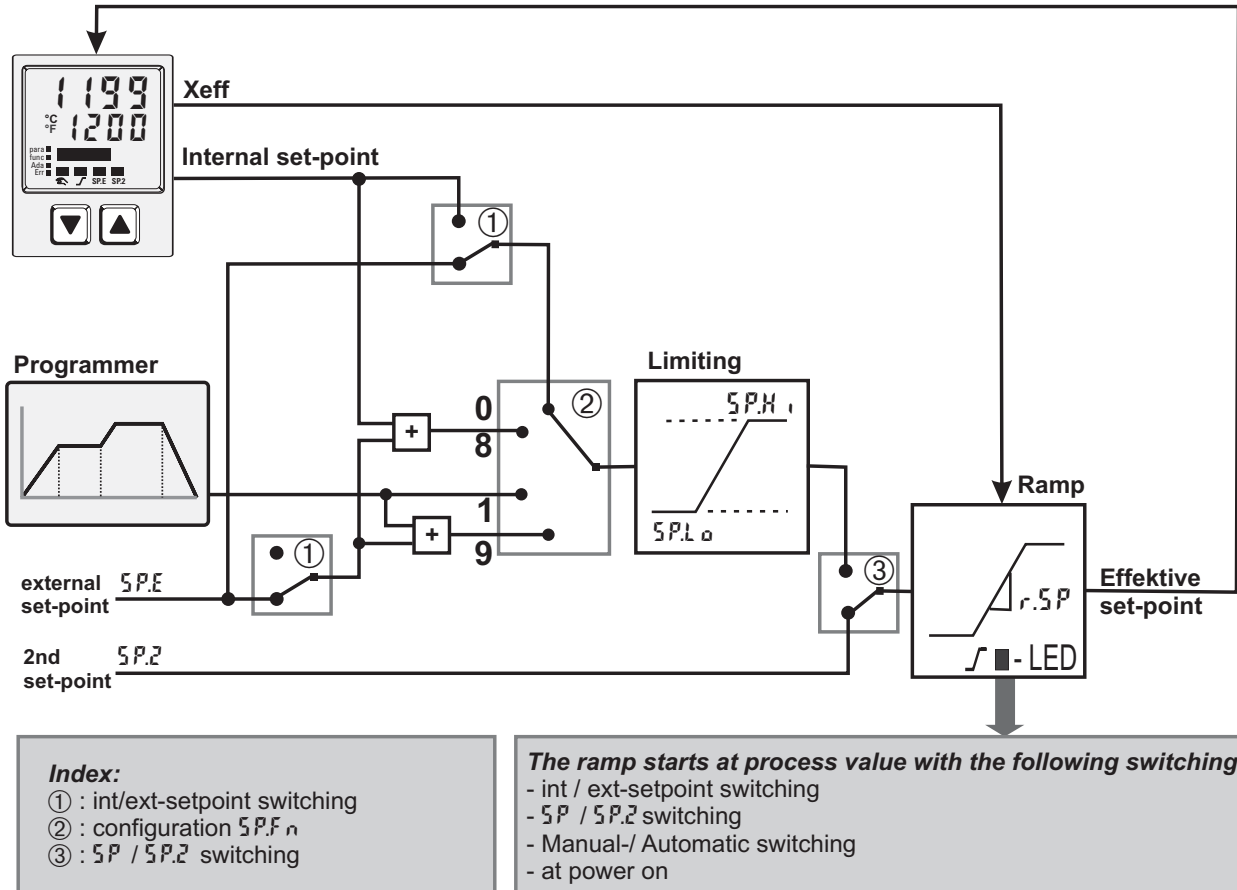 1199
°C
°F
1200
para
func
Ada
Err
SP.E SP.2
Xeff
Internal set-point
①
Programmer
Limiting
0
8
1
9
②
+
+
SP.Hi
SP.Lo
①
③
Ramp
r.SP
- LED
Effektive
set-point
external
set-point
SP.E
2nd
set-point
SP.2
Index:
① : int/ext-setpoint switching
② : configuration SP.Fn
③ : SP / SP.2 switching
The ramp starts at process value with the following switching
- int / ext-setpoint switching
- SP / SP.2 switching
- Manual-/ Automatic switching
- at power on